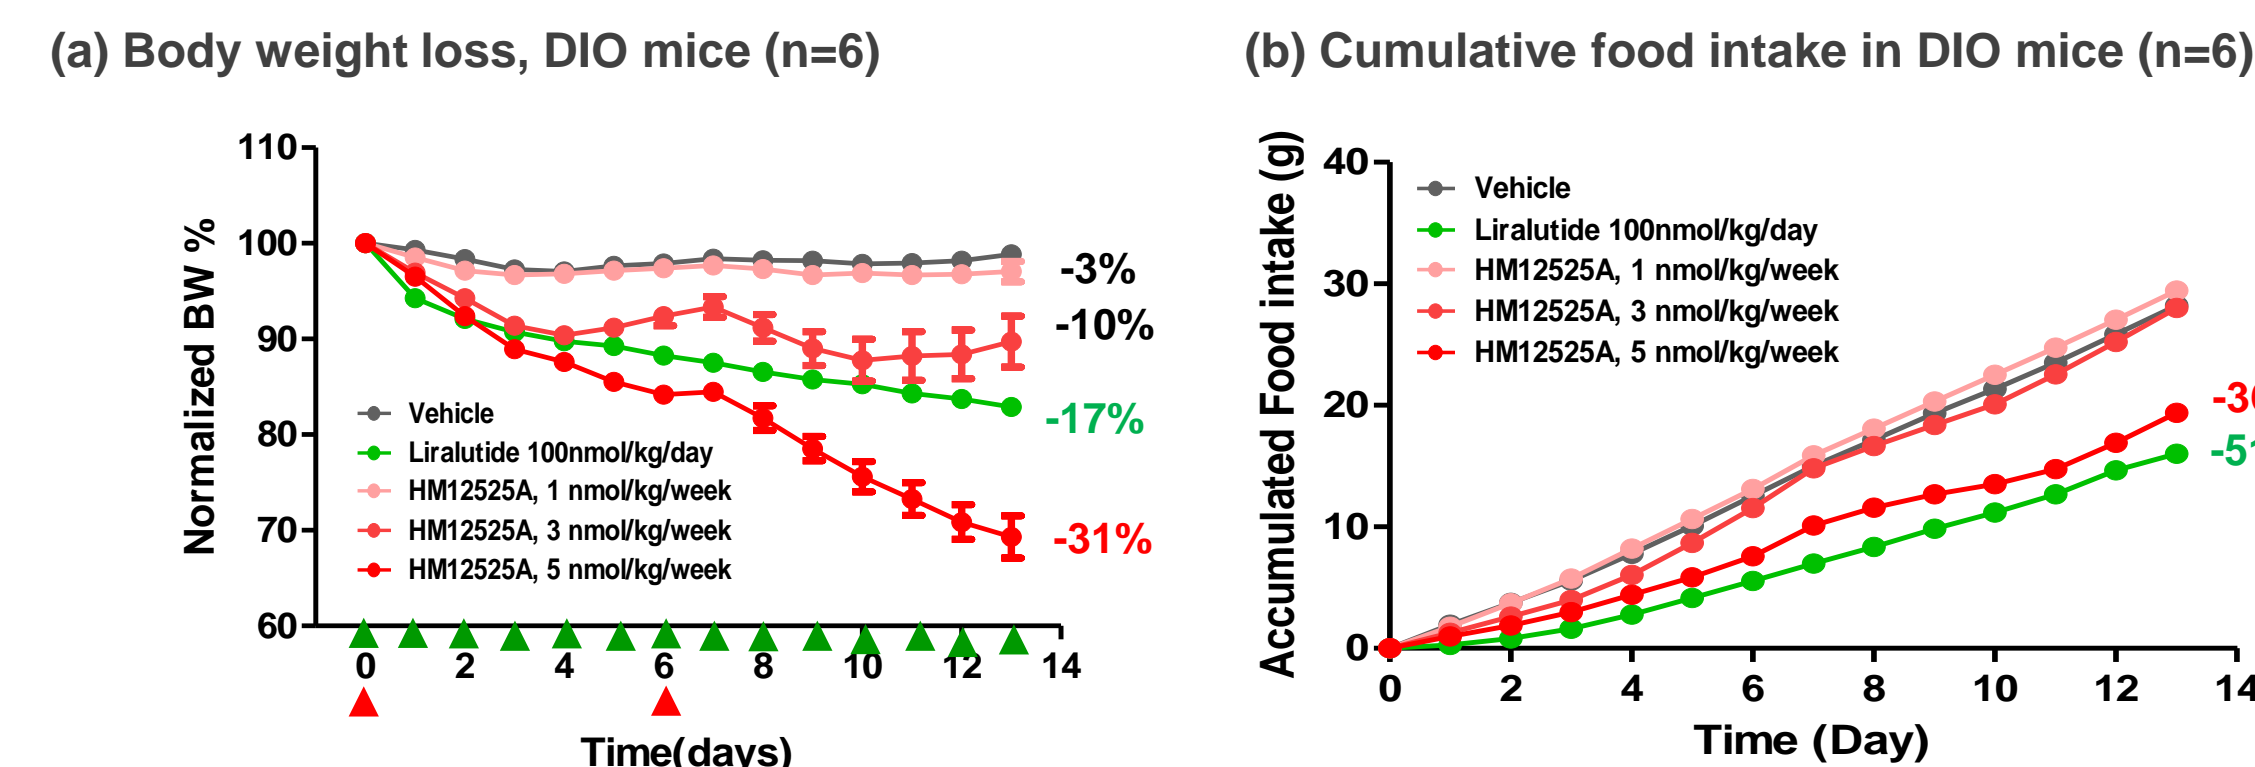 (a) Body weight loss, DIO mice (n=6)
110
100
90
80
70
60
Normalized BW %
Vehicle
Liralutide 100nmol/kg/day
HM12525A, 1 nmol/kg/week
HM12525A, 3 nmol/kg/week
HM12525A, 5 nmol/kg/week
-3%
-10%
-17%
-31%
0 2 4 6 8 10 12 14
Time(days)
(b) Cumulative food intake in DIO mice (n=6)
40
30
20
10
0
Accumulated Food intake (g)
Vehicle
Liralutide 100nmol/kg/day
HM12525A, 1 nmol/kg/week
HM12525A, 3 nmol/kg/week
HM12525A, 5 nmol/kg/week
0 2 4 6 8 10 12 14
Time (Day)